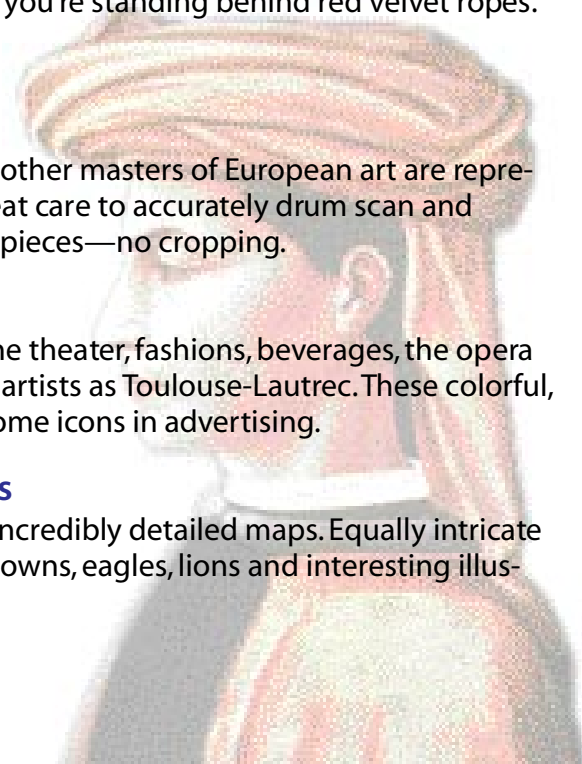 you're standing behind red velvet ropes.
other masters of European art are repre-
eat care to accurately drum scan and
pieces—no cropping.
he theater, fashions, beverages, the opera
artists as Toulouse-Lautrec. These colorful,
ome icons in advertising.
s
ncredibly detailed maps. Equally intricate
owns, eagles, lions and interesting illus-